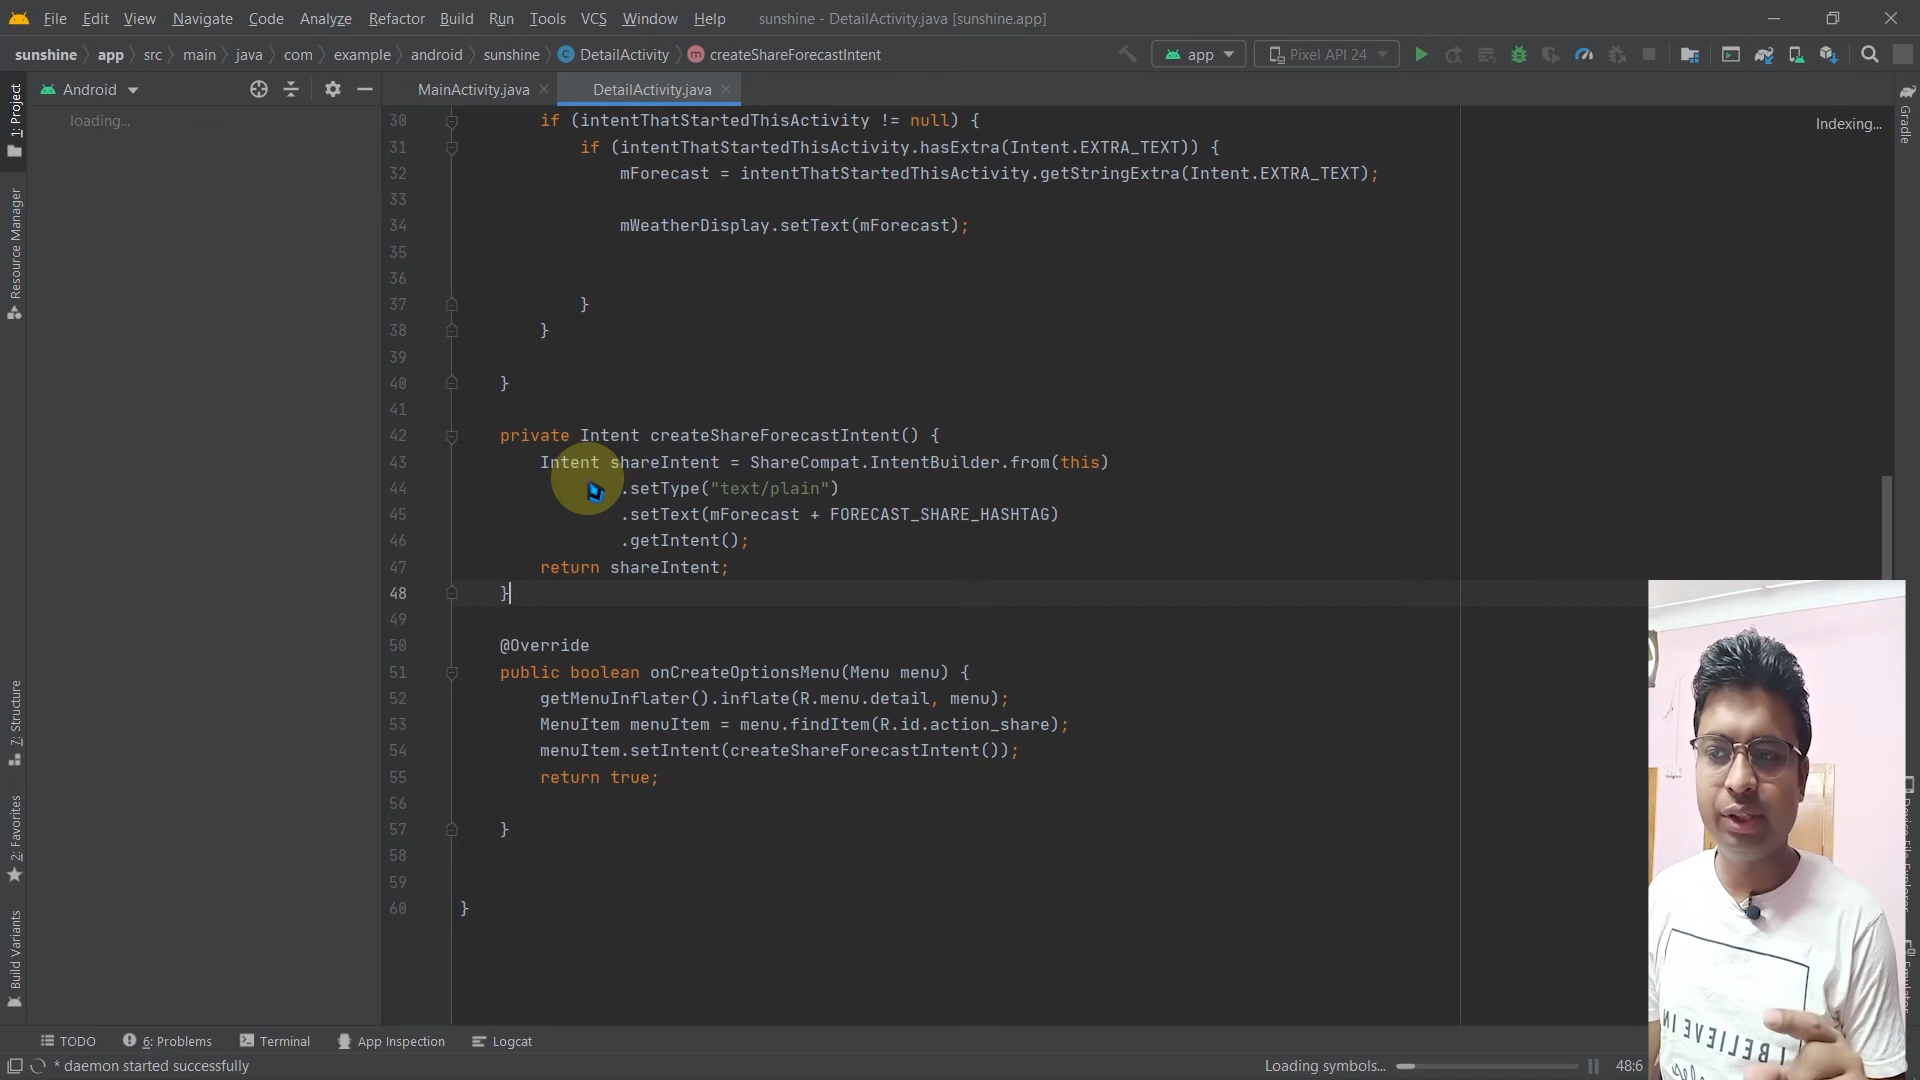 File Edit View Navigate Code Analyze Refactor Build Run Tools VCS Window Help sunshine - DetailActivity.java [sunshine.app]
sunshine app src main java com example android sunshine DetailActivity createShareForecastIntent app Pixel API 24
Android MainActivity.java DetailActivity.java
loading...
Indexing...
1: Project
Resource Manager
7: Structure
2: Favorites
Build Variants
Gradle
30 if (intentThatStartedThisActivity != null) {
31 if (intentThatStartedThisActivity.hasExtra(Intent.EXTRA_TEXT)) {
32 mForecast = intentThatStartedThisActivity.getStringExtra(Intent.EXTRA_TEXT);
33
34 mWeatherDisplay.setText(mForecast);
35
36
37 }
38 }
39
40 }
41
42 private Intent createShareForecastIntent() {
43 Intent shareIntent = ShareCompat.IntentBuilder.from(this)
44 .setType("text/plain")
45 .setText(mForecast + FORECAST_SHARE_HASHTAG)
46 .getIntent();
47 return shareIntent;
48 }
49
50 @Override
51 public boolean onCreateOptionsMenu(Menu menu) {
52 getMenuInflater().inflate(R.menu.detail, menu);
53 MenuItem menuItem = menu.findItem(R.id.action_share);
54 menuItem.setIntent(createShareForecastIntent());
55 return true;
56
57 }
58
59
60 }
I BELIEVE IN
TODO 6: Problems Terminal App Inspection Logcat
* daemon started successfully Loading symbols... 48:6